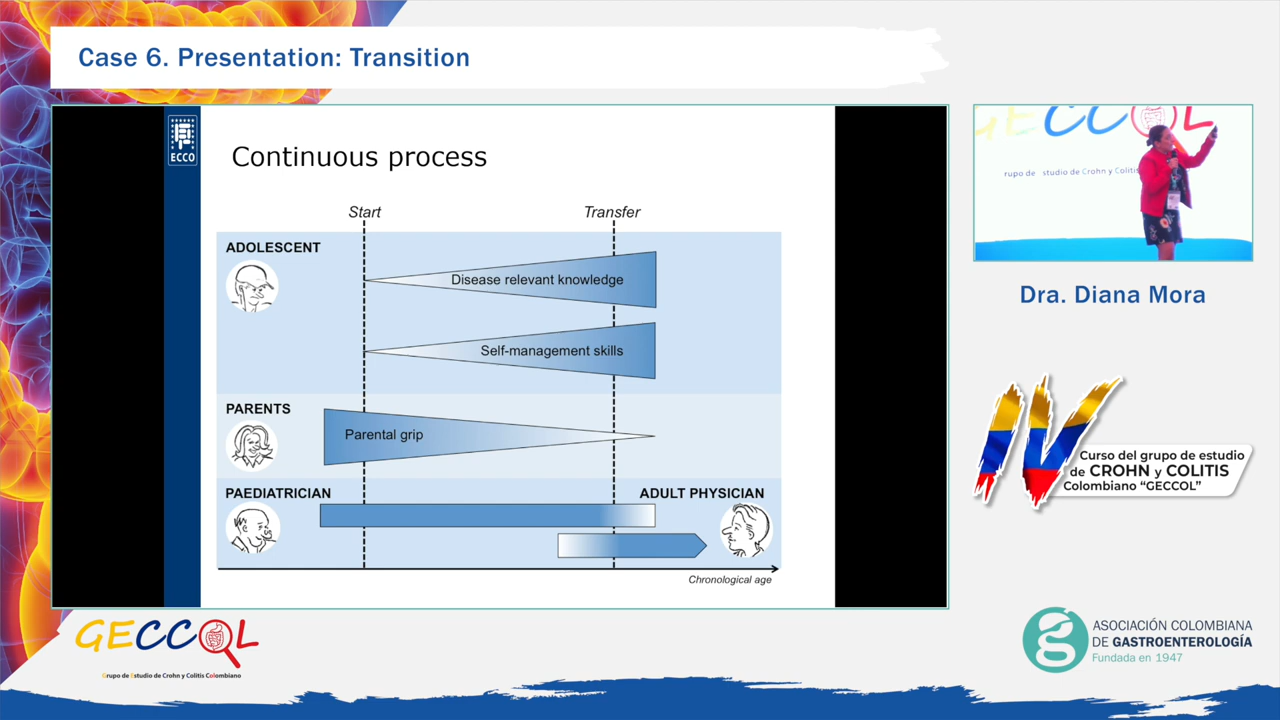 Case 6. Presentation: Transition
ECCO
Continuous process
Start
Transfer
ADOLESCENT
Disease relevant knowledge
Self-management skills
PARENTS
Parental grip
PAEDIATRICIAN
ADULT PHYSICIAN
Chronological age
GECCOL
rupo de studio de Crohn y Colitis
Dra. Diana Mora
IV
Curso del grupo de estudio
de CROHN y COLITIS
Colombiano “GECCOL”
GECCOL
Grupo de Estudio de Crohn y Colitis Colombiano
ASOCIACIÓN COLOMBIANA
DE GASTROENTEROLOGÍA
Fundada en 1947